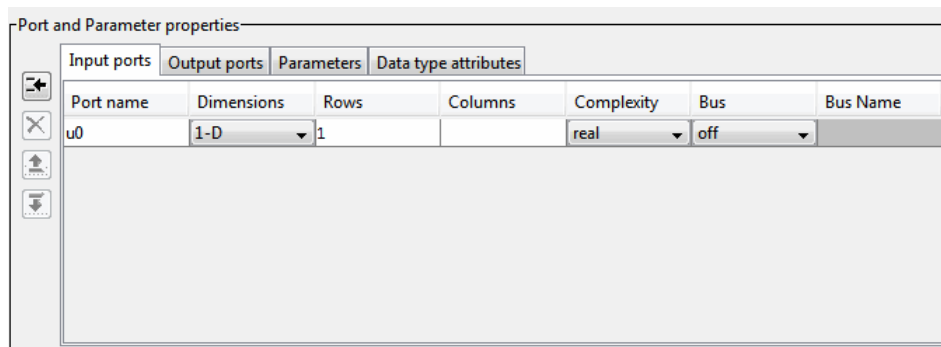 Port and Parameter properties
Input ports Output ports Parameters Data type attributes
Port name Dimensions Rows Columns Complexity Bus Bus Name
u0 1-D 1 real off